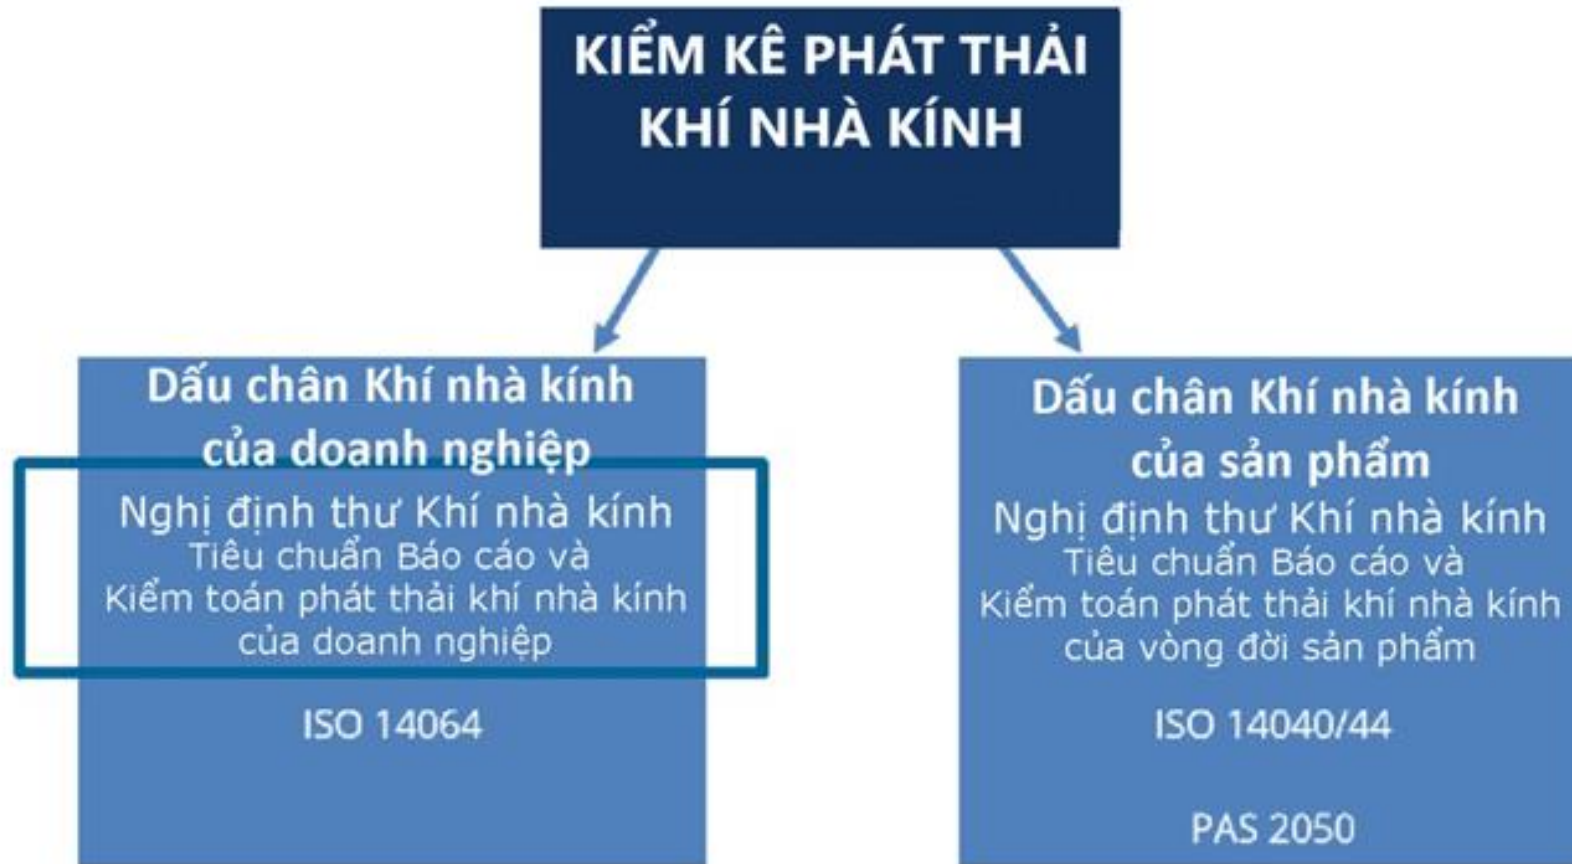 KIỂM KÊ PHÁT THẢI
KHÍ NHÀ KÍNH
Dấu chân Khí nhà kính
của doanh nghiệp
Nghị định thư Khí nhà kính
Tiêu chuẩn Báo cáo và
Kiểm toán phát thải khí nhà kính
của doanh nghiệp
ISO 14064
Dấu chân Khí nhà kính
của sản phẩm
Nghị định thư Khí nhà kính
Tiêu chuẩn Báo cáo và
Kiểm toán phát thải khí nhà kính
của vòng đời sản phẩm
ISO 14040/44
PAS 2050